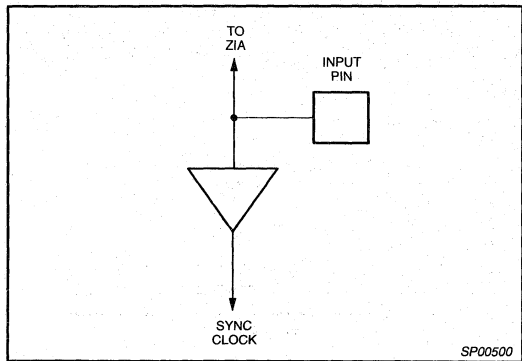 TO
ZIA
INPUT
PIN
SYNC
CLOCK
SP00500